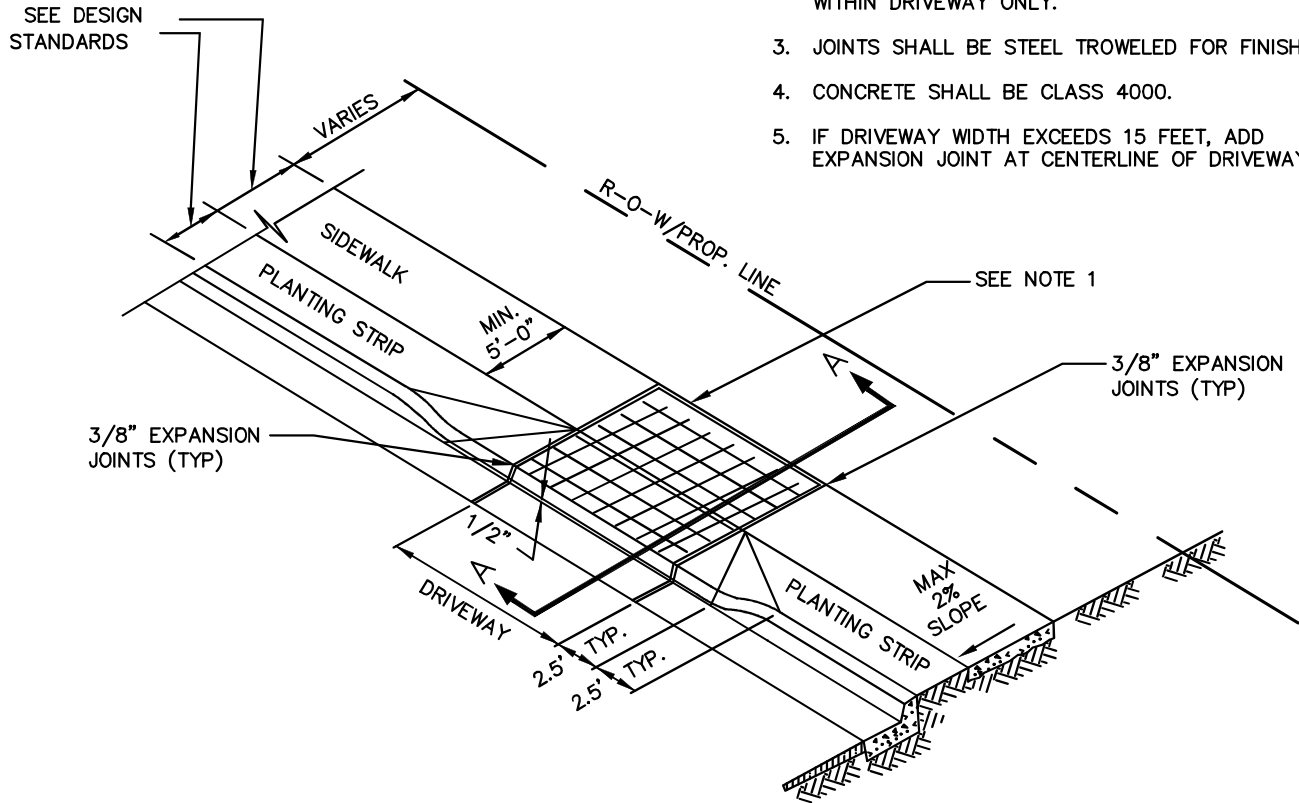 SEE DESIGN
STANDARDS
WITHIN DRIVEWAY ONLY.
3. JOINTS SHALL BE STEEL TROWELED FOR FINISH
4. CONCRETE SHALL BE CLASS 4000.
5. IF DRIVEWAY WIDTH EXCEEDS 15 FEET, ADD
EXPANSION JOINT AT CENTERLINE OF DRIVEWAY
VARIES
R-O-W/PROP. LINE
SIDEWALK
PLANTING STRIP
MIN.
5'-0"
SEE NOTE 1
A
3/8" EXPANSION
JOINTS (TYP)
3/8" EXPANSION
JOINTS (TYP)
1/2"
A
DRIVEWAY
2.5' TYP.
2.5' TYP.
PLANTING STRIP
MAX
2%
SLOPE